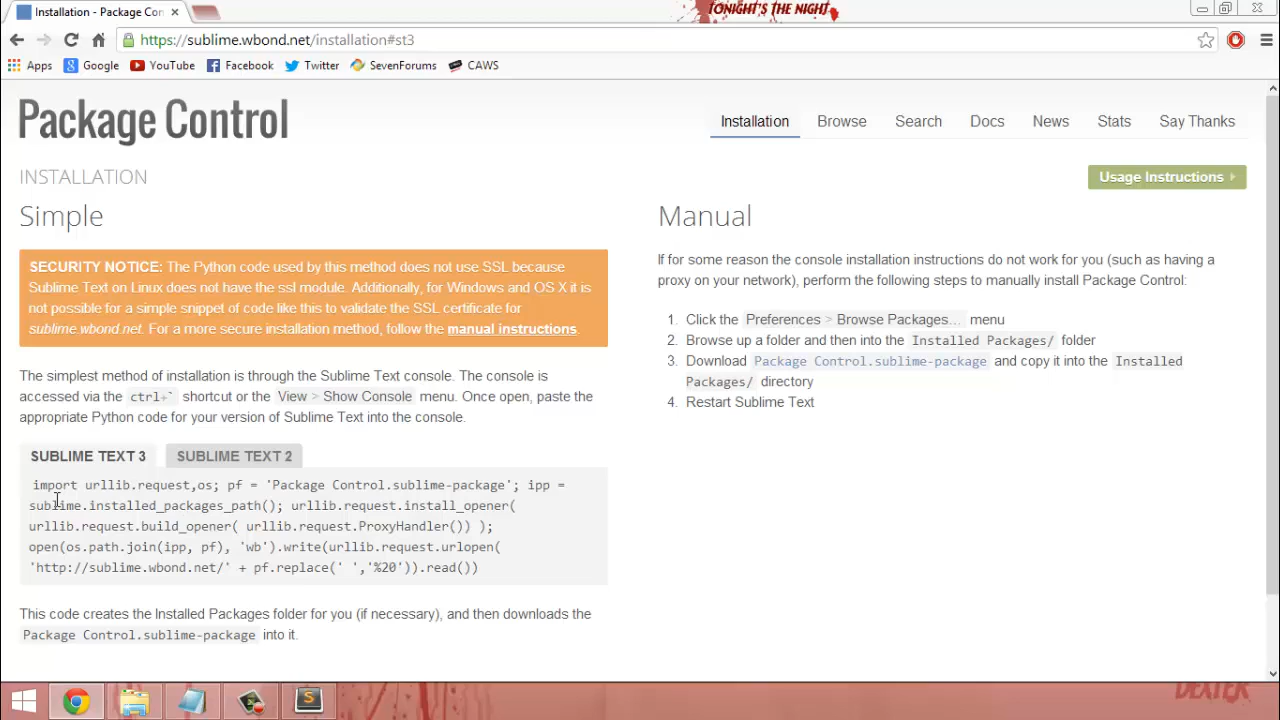 Installation - Package Con
TONIGHT'S THE NIGHT
https://sublime.wbond.net/installation#st3
Apps Google YouTube Facebook Twitter SevenForums CAWS
Package Control
Installation Browse Search Docs News Stats Say Thanks
INSTALLATION
Usage Instructions
Simple
SECURITY NOTICE: The Python code used by this method does not use SSL because
Sublime Text on Linux does not have the ssl module. Additionally, for Windows and OS X it is
not possible for a simple snippet of code like this to validate the SSL certificate for
sublime.wbond.net. For a more secure installation method, follow the manual instructions.
The simplest method of installation is through the Sublime Text console. The console is
accessed via the ctrl+` shortcut or the View > Show Console menu. Once open, paste the
appropriate Python code for your version of Sublime Text into the console.
SUBLIME TEXT 3 SUBLIME TEXT 2
import urllib.request,os; pf = 'Package Control.sublime-package'; ipp =
sublime.installed_packages_path(); urllib.request.install_opener(
urllib.request.build_opener( urllib.request.ProxyHandler()) );
open(os.path.join(ipp, pf), 'wb').write(urllib.request.urlopen(
'http://sublime.wbond.net/' + pf.replace(' ','%20')).read())
This code creates the Installed Packages folder for you (if necessary), and then downloads the
Package Control.sublime-package into it.
Manual
If for some reason the console installation instructions do not work for you (such as having a
proxy on your network), perform the following steps to manually install Package Control:
1. Click the Preferences > Browse Packages... menu
2. Browse up a folder and then into the Installed Packages/ folder
3. Download Package Control.sublime-package and copy it into the Installed
Packages/ directory
4. Restart Sublime Text
DEXTER